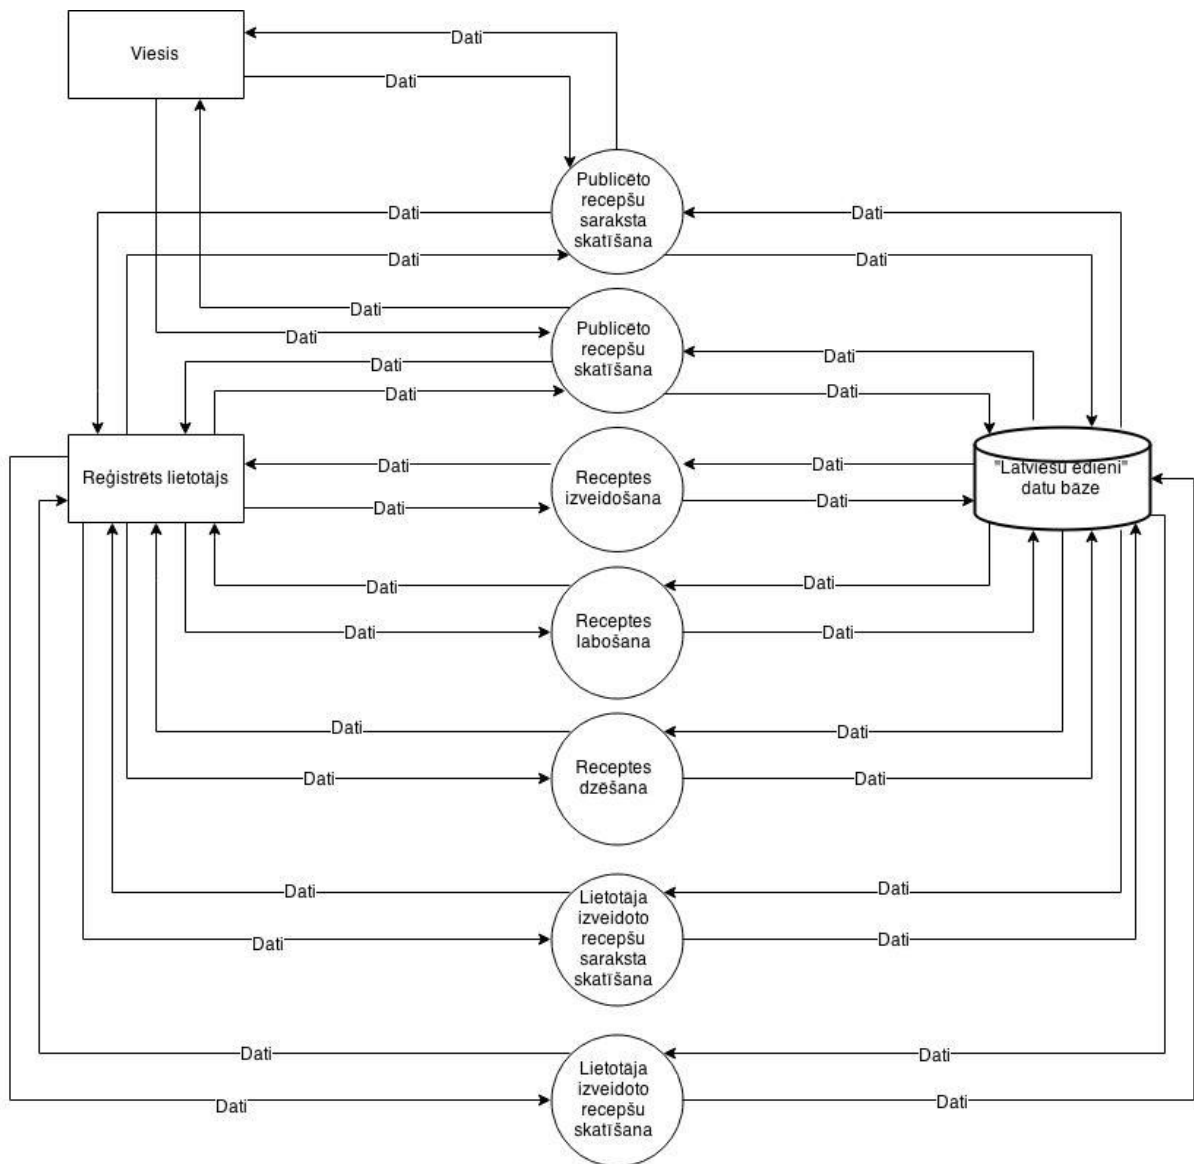 Viesis
Dati
Dati
Publicēto
recepšu
saraksta
skatīšana
Dati
Dati
Dati
Dati
Dati
Dati
Publicēto
recepšu
skatīšana
Dati
Dati
Dati
Dati
Reģistrēts lietotājs
Dati
Dati
Receptes
izveidošana
Dati
Dati
"Latviešu ēdieni"
datu bāze
Dati
Dati
Receptes
labošana
Dati
Dati
Dati
Dati
Receptes
dzēšana
Dati
Dati
Dati
Dati
Lietotāja
izveidoto
recepšu
saraksta
skatīšana
Dati
Dati
Dati
Dati
Lietotāja
izveidoto
recepšu
skatīšana
Dati
Dati